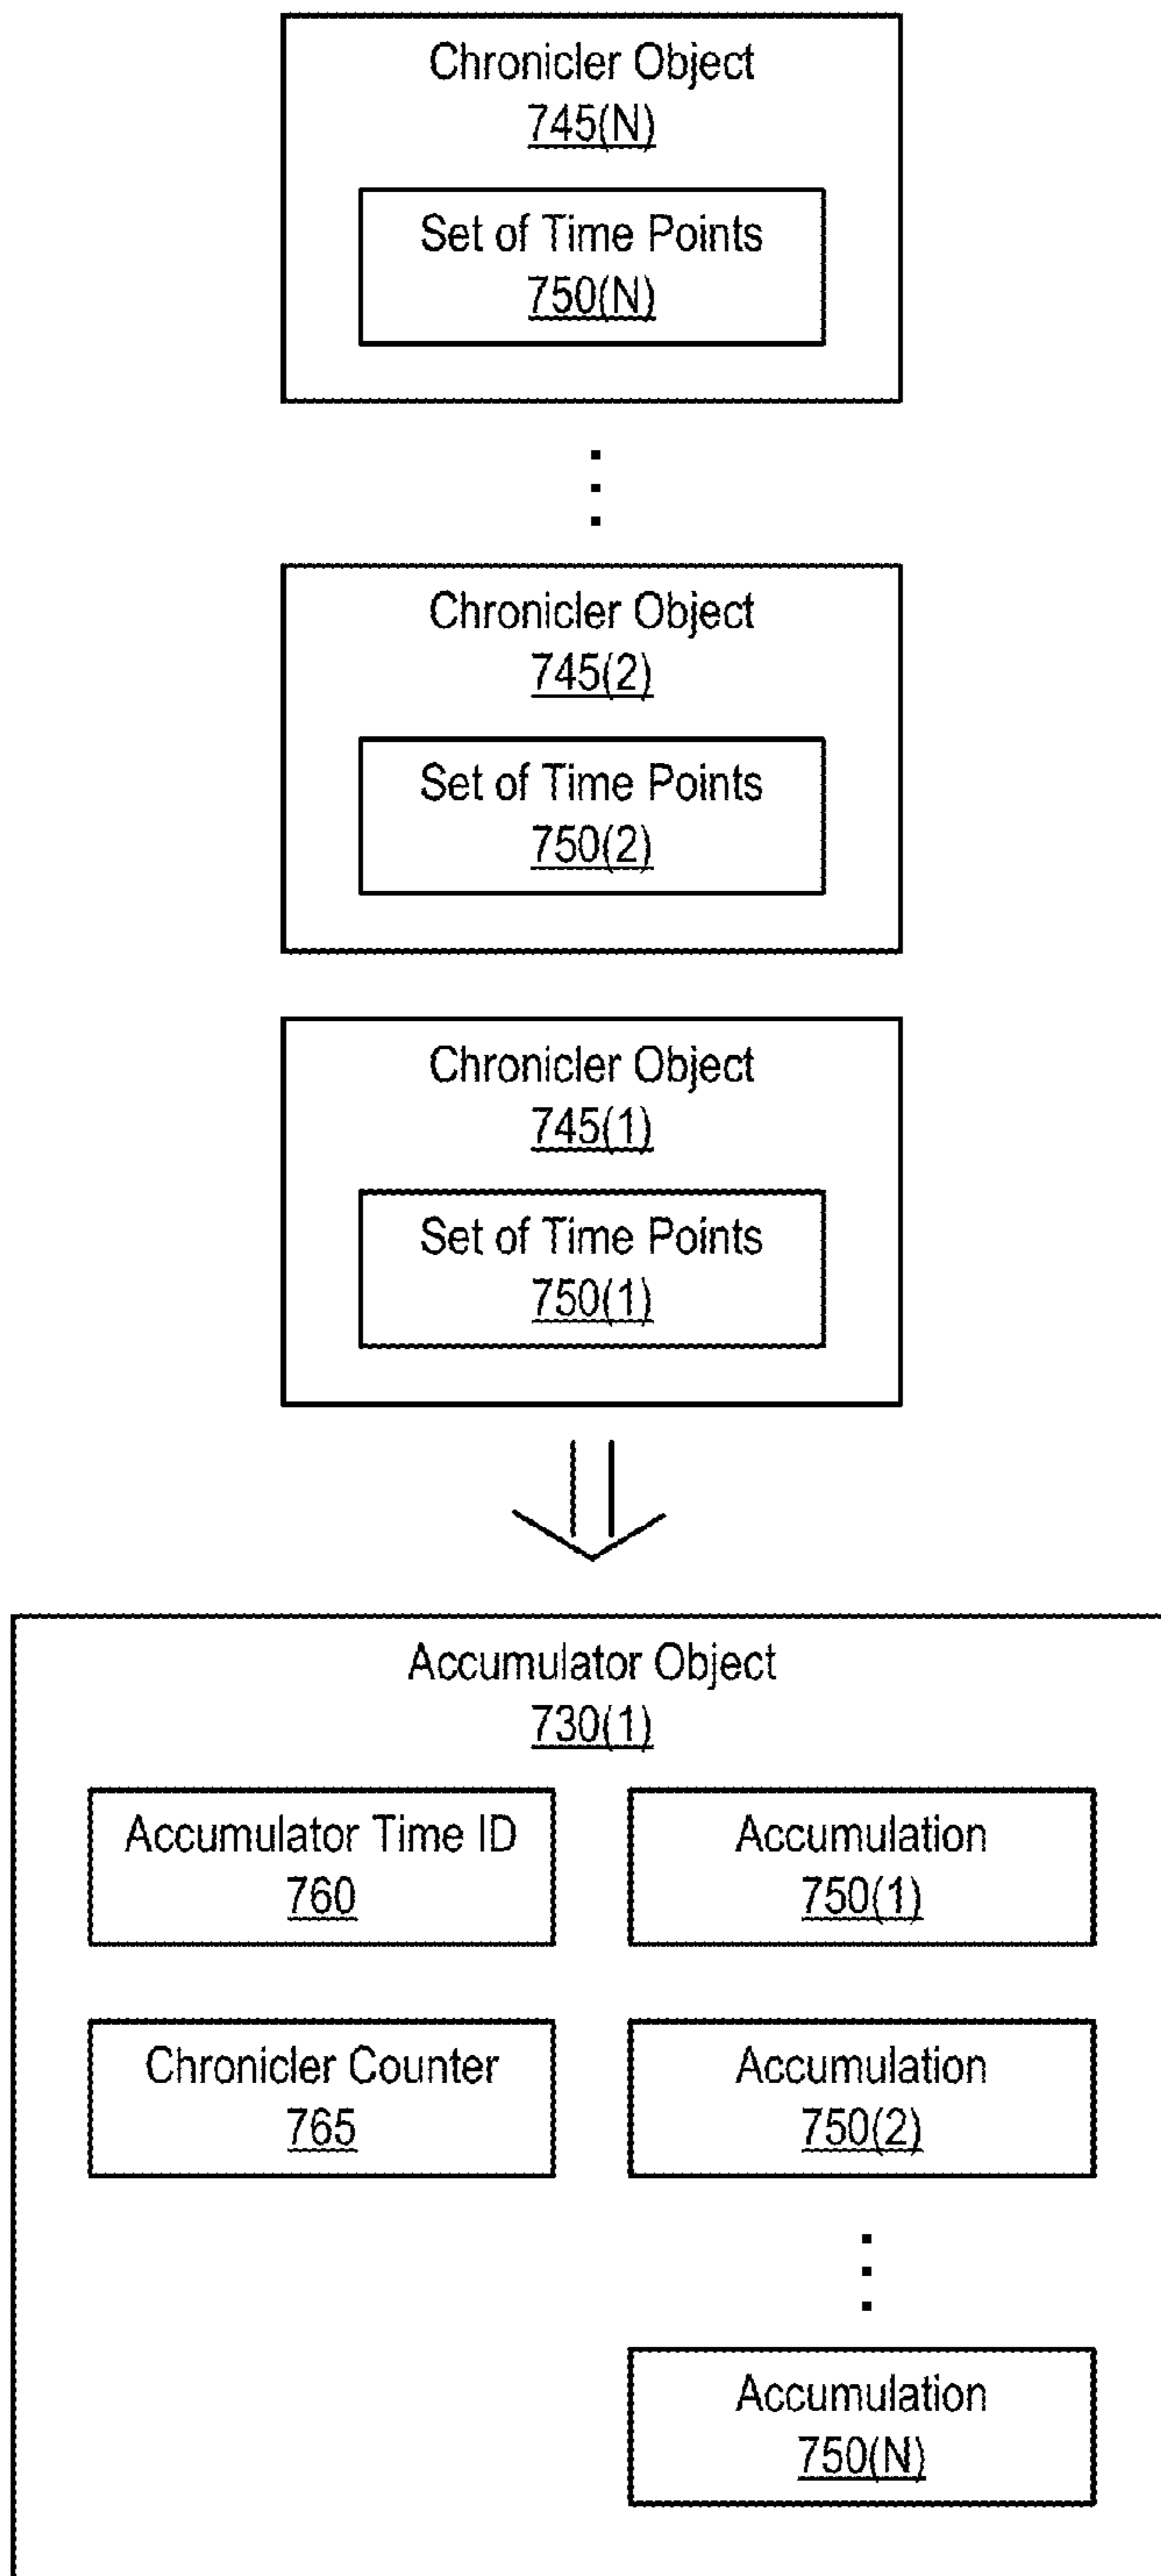 Chronicler Object
745(N)
Set of Time Points
750(N)
Chronicler Object
745(2)
Set of Time Points
750(2)
Chronicler Object
745(1)
Set of Time Points
750(1)
Accumulator Object
730(1)
Accumulator Time ID
760
Accumulation
750(1)
Chronicler Counter
765
Accumulation
750(2)
Accumulation
750(N)